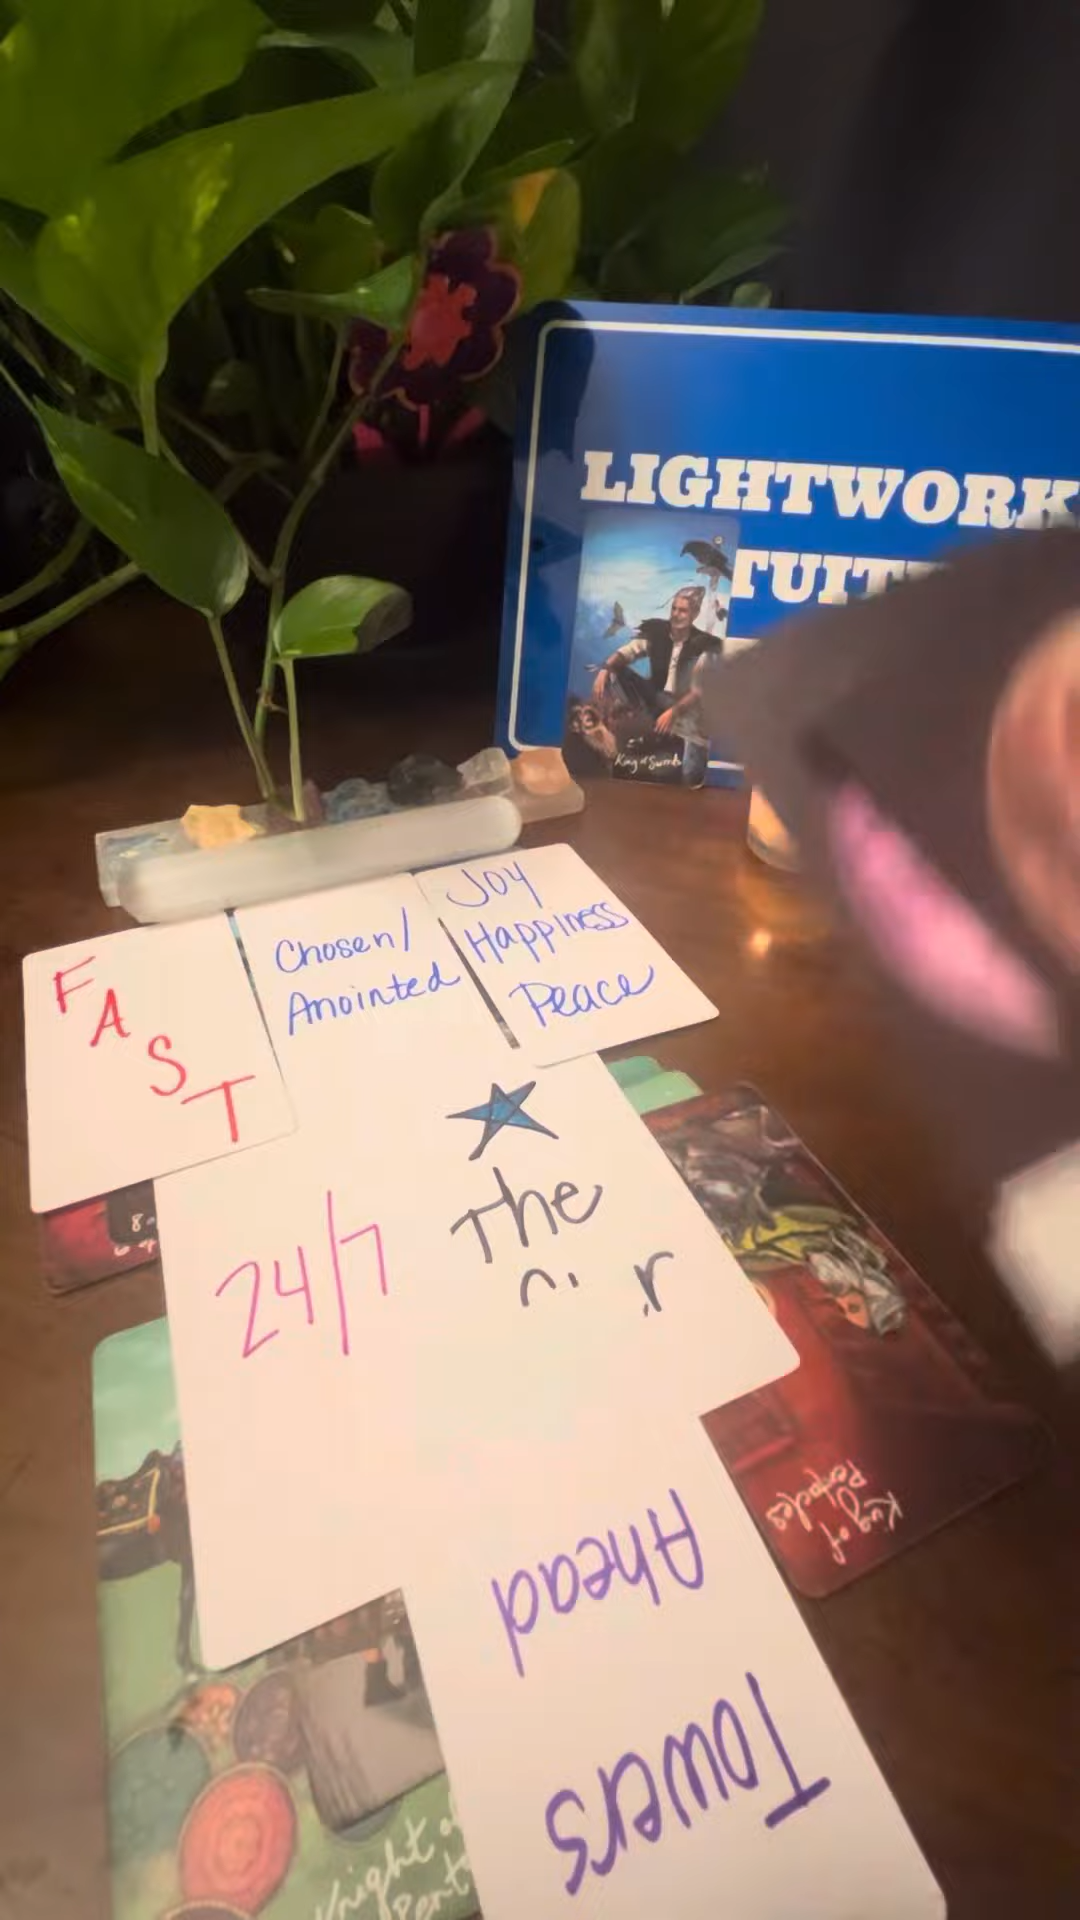 LIGHTWORK
TUIT
King of Swords
Joy
Happiness
Peace
Chosen/
Anointed
FAST
The
24/7
8
King of
Pentacles
Ahead
Towers
Knight